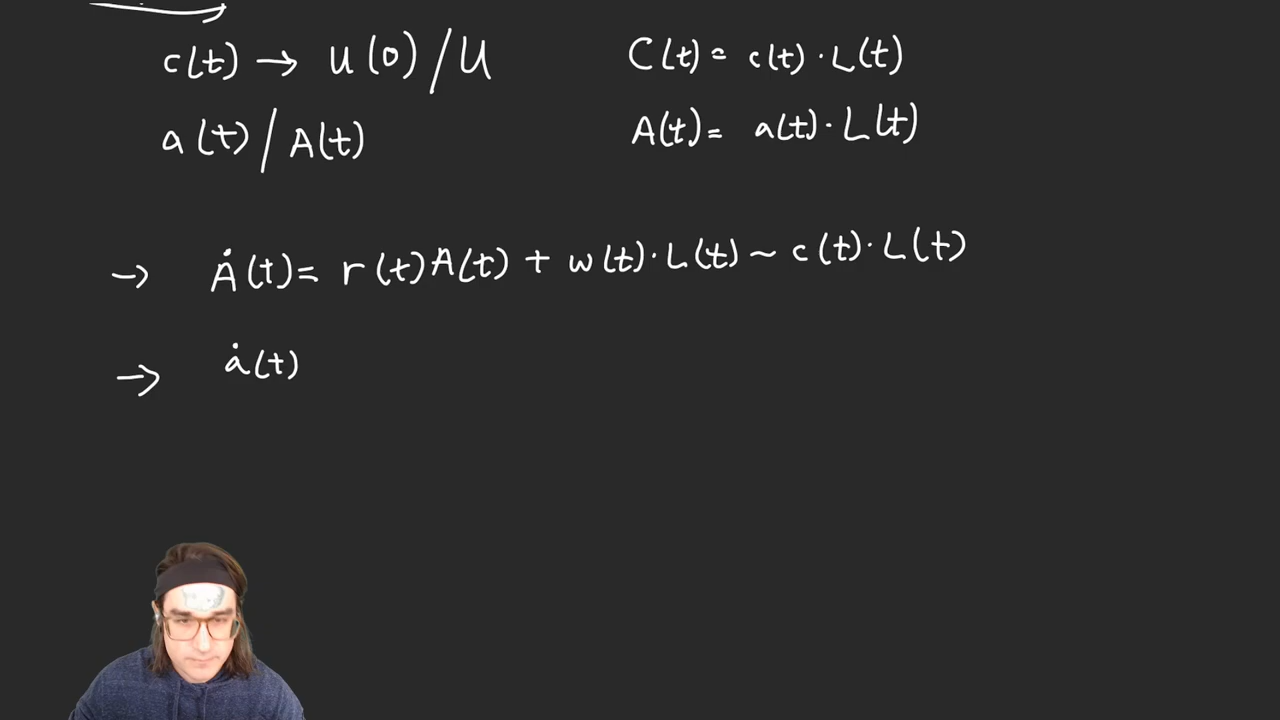 c(t) → U(0)/U
C(t) = c(t) · L(t)
a(t)/A(t)
A(t) = a(t) · L(t)
→ Ȧ(t) = r(t)A(t) + w(t) · L(t) ~ c(t) · L(t)
→ ȧ(t)